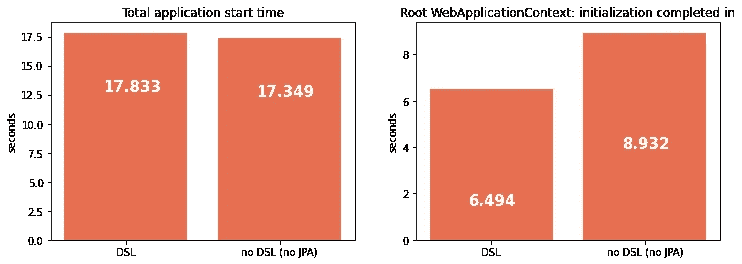 Total application start time
17.5
15.0
12.5
10.0
7.5
5.0
2.5
0.0
seconds
17.833
17.349
DSL
no DSL (no JPA)
Root WebApplicationContext: initialization completed in
8
6
4
2
0
seconds
6.494
8.932
DSL
no DSL (no JPA)